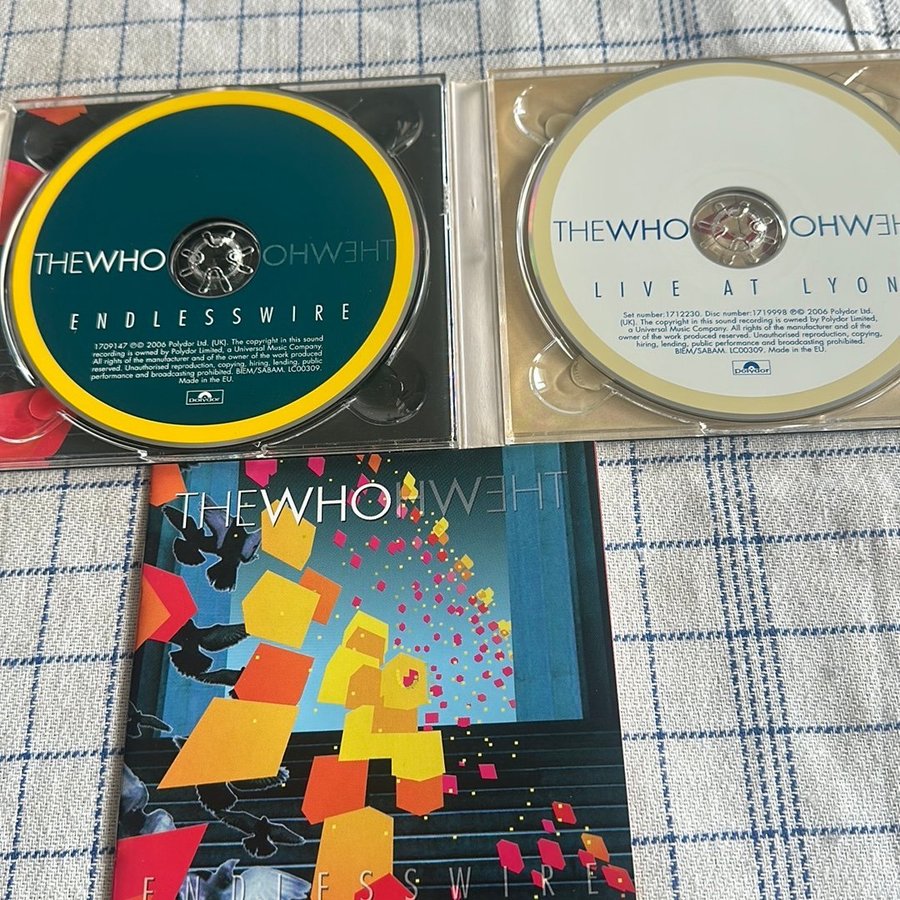 THEWHO THEWHO
ENDLESSWIRE
1709147 ℗© 2006 Polydor Ltd. (UK). The copyright in this sound
recording is owned by Polydor Limited, a Universal Music Company.
All rights of the manufacturer and of the owner of the work produced
reserved. Unauthorised reproduction, copying, hiring, lending, public
performance and broadcasting prohibited. BIEM/SABAM. LC00309.
Made in the EU.
Polydor
THEWHO THEWHO
LIVE AT LYON
Set number:1712230. Disc number:1719998 ℗© 2006 Polydor Ltd.
(UK). The copyright in this sound recording is owned by Polydor Limited,
a Universal Music Company. All rights of the manufacturer and of the
owner of the work produced reserved. Unauthorised reproduction, copying,
hiring, lending, public performance and broadcasting prohibited.
BIEM/SABAM. LC00309. Made in the EU.
Polydor
THEWHO THEWHO
ENDLESSWIRE